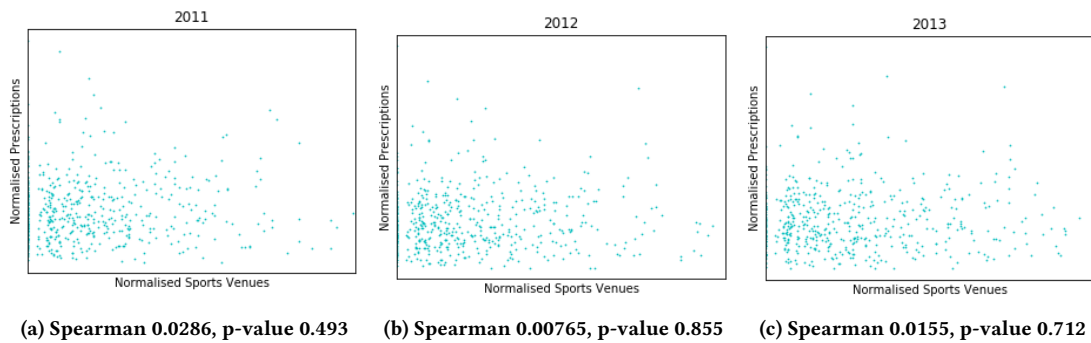 2011
Normalised Prescriptions
Normalised Sports Venues
(a) Spearman 0.0286, p-value 0.493
2012
Normalised Prescriptions
Normalised Sports Venues
(b) Spearman 0.00765, p-value 0.855
2013
Normalised Prescriptions
Normalised Sports Venues
(c) Spearman 0.0155, p-value 0.712